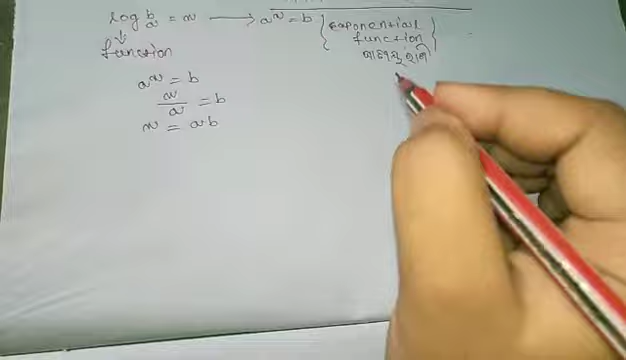 log_a^b = x → a^x = b { exponential function
↓
function
a^x = b
x/a = b
x = ab